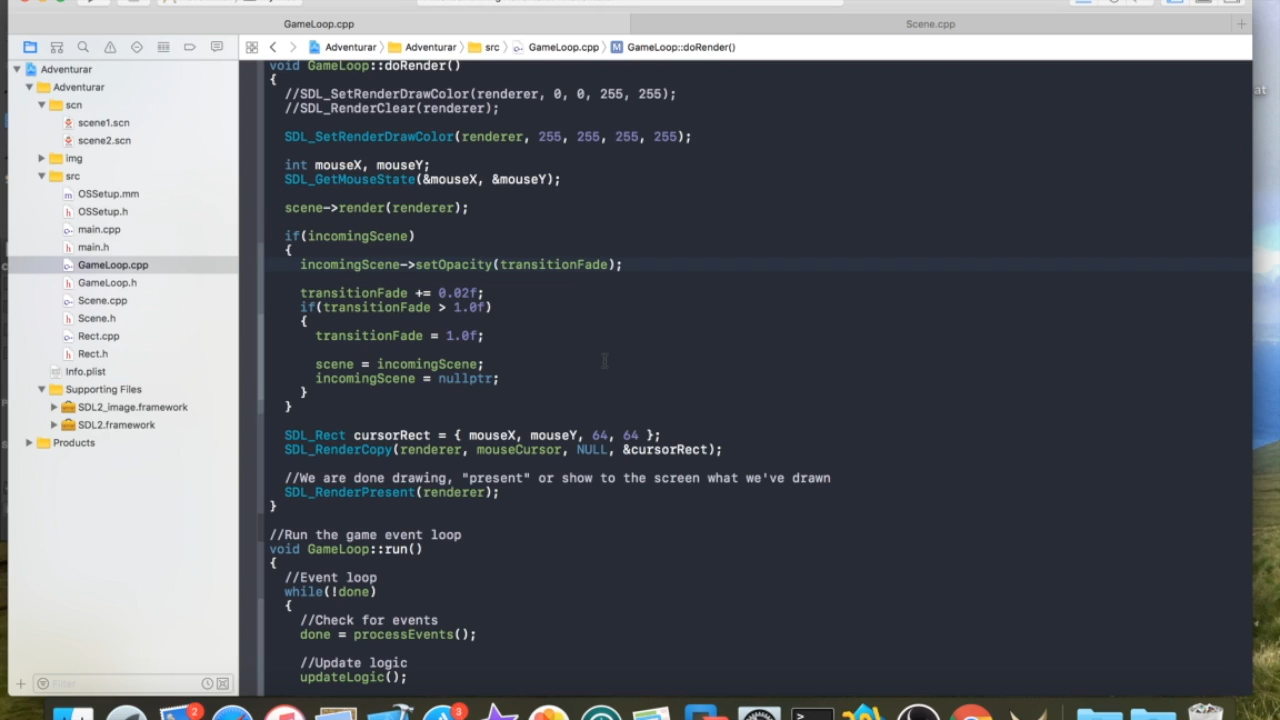 GameLoop.cpp
Scene.cpp
Adventurar
Adventurar
src
GameLoop.cpp
GameLoop::doRender()
Adventurar
Adventurar
scn
scene1.scn
scene2.scn
img
src
OSSetup.mm
OSSetup.h
main.cpp
main.h
GameLoop.cpp
GameLoop.h
Scene.cpp
Scene.h
Rect.cpp
Rect.h
Info.plist
Supporting Files
SDL2_image.framework
SDL2.framework
Products
Filter
void GameLoop::doRender()
{
//SDL_SetRenderDrawColor(renderer, 0, 0, 255, 255);
//SDL_RenderClear(renderer);
SDL_SetRenderDrawColor(renderer, 255, 255, 255, 255);
int mouseX, mouseY;
SDL_GetMouseState(&mouseX, &mouseY);
scene->render(renderer);
if(incomingScene)
{
incomingScene->setOpacity(transitionFade);
transitionFade += 0.02f;
if(transitionFade > 1.0f)
{
transitionFade = 1.0f;
scene = incomingScene;
incomingScene = nullptr;
}
}
SDL_Rect cursorRect = { mouseX, mouseY, 64, 64 };
SDL_RenderCopy(renderer, mouseCursor, NULL, &cursorRect);
//We are done drawing, "present" or show to the screen what we've drawn
SDL_RenderPresent(renderer);
}
//Run the game event loop
void GameLoop::run()
{
//Event loop
while(!done)
{
//Check for events
done = processEvents();
//Update logic
updateLogic();
at
2
3